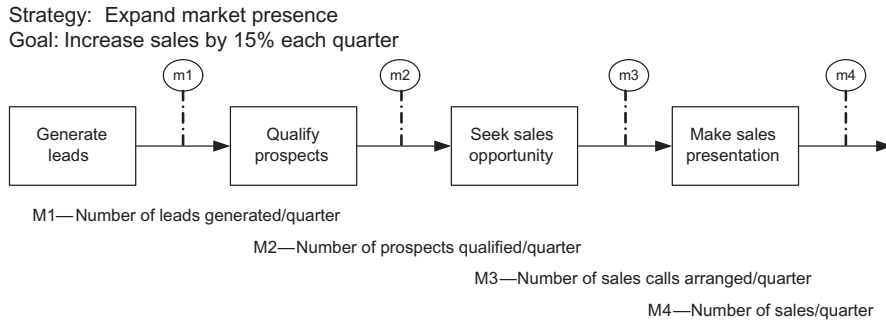 Strategy: Expand market presence
Goal: Increase sales by 15% each quarter
m1
m2
m3
m4
Generate
leads
Qualify
prospects
Seek sales
opportunity
Make sales
presentation
M1—Number of leads generated/quarter
M2—Number of prospects qualified/quarter
M3—Number of sales calls arranged/quarter
M4—Number of sales/quarter